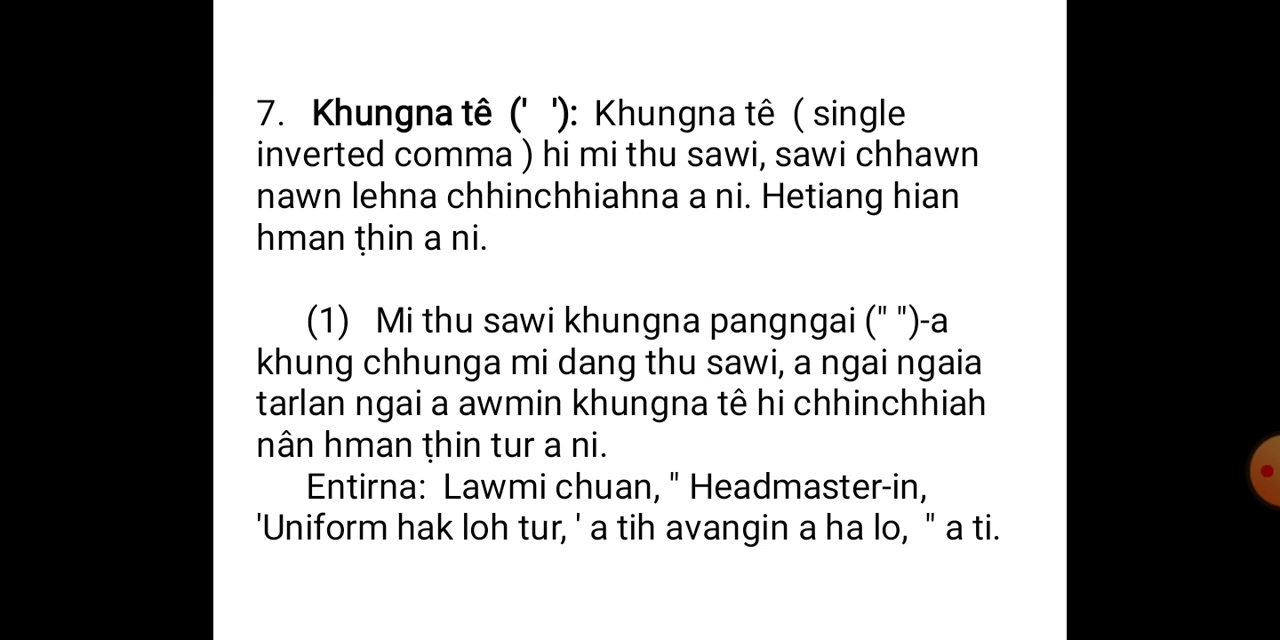 7. Khungna tê (' '): Khungna tê ( single
inverted comma ) hi mi thu sawi, sawi chhawn
nawn lehna chhinchhiahna a ni. Hetiang hian
hman ṭhin a ni.
(1) Mi thu sawi khungna pangngai (" ")-a
khung chhunga mi dang thu sawi, a ngai ngaia
tarlan ngai a awmin khungna tê hi chhinchhiah
nân hman ṭhin tur a ni.
Entirna: Lawmi chuan, " Headmaster-in,
'Uniform hak loh tur, ' a tih avangin a ha lo, " a ti.